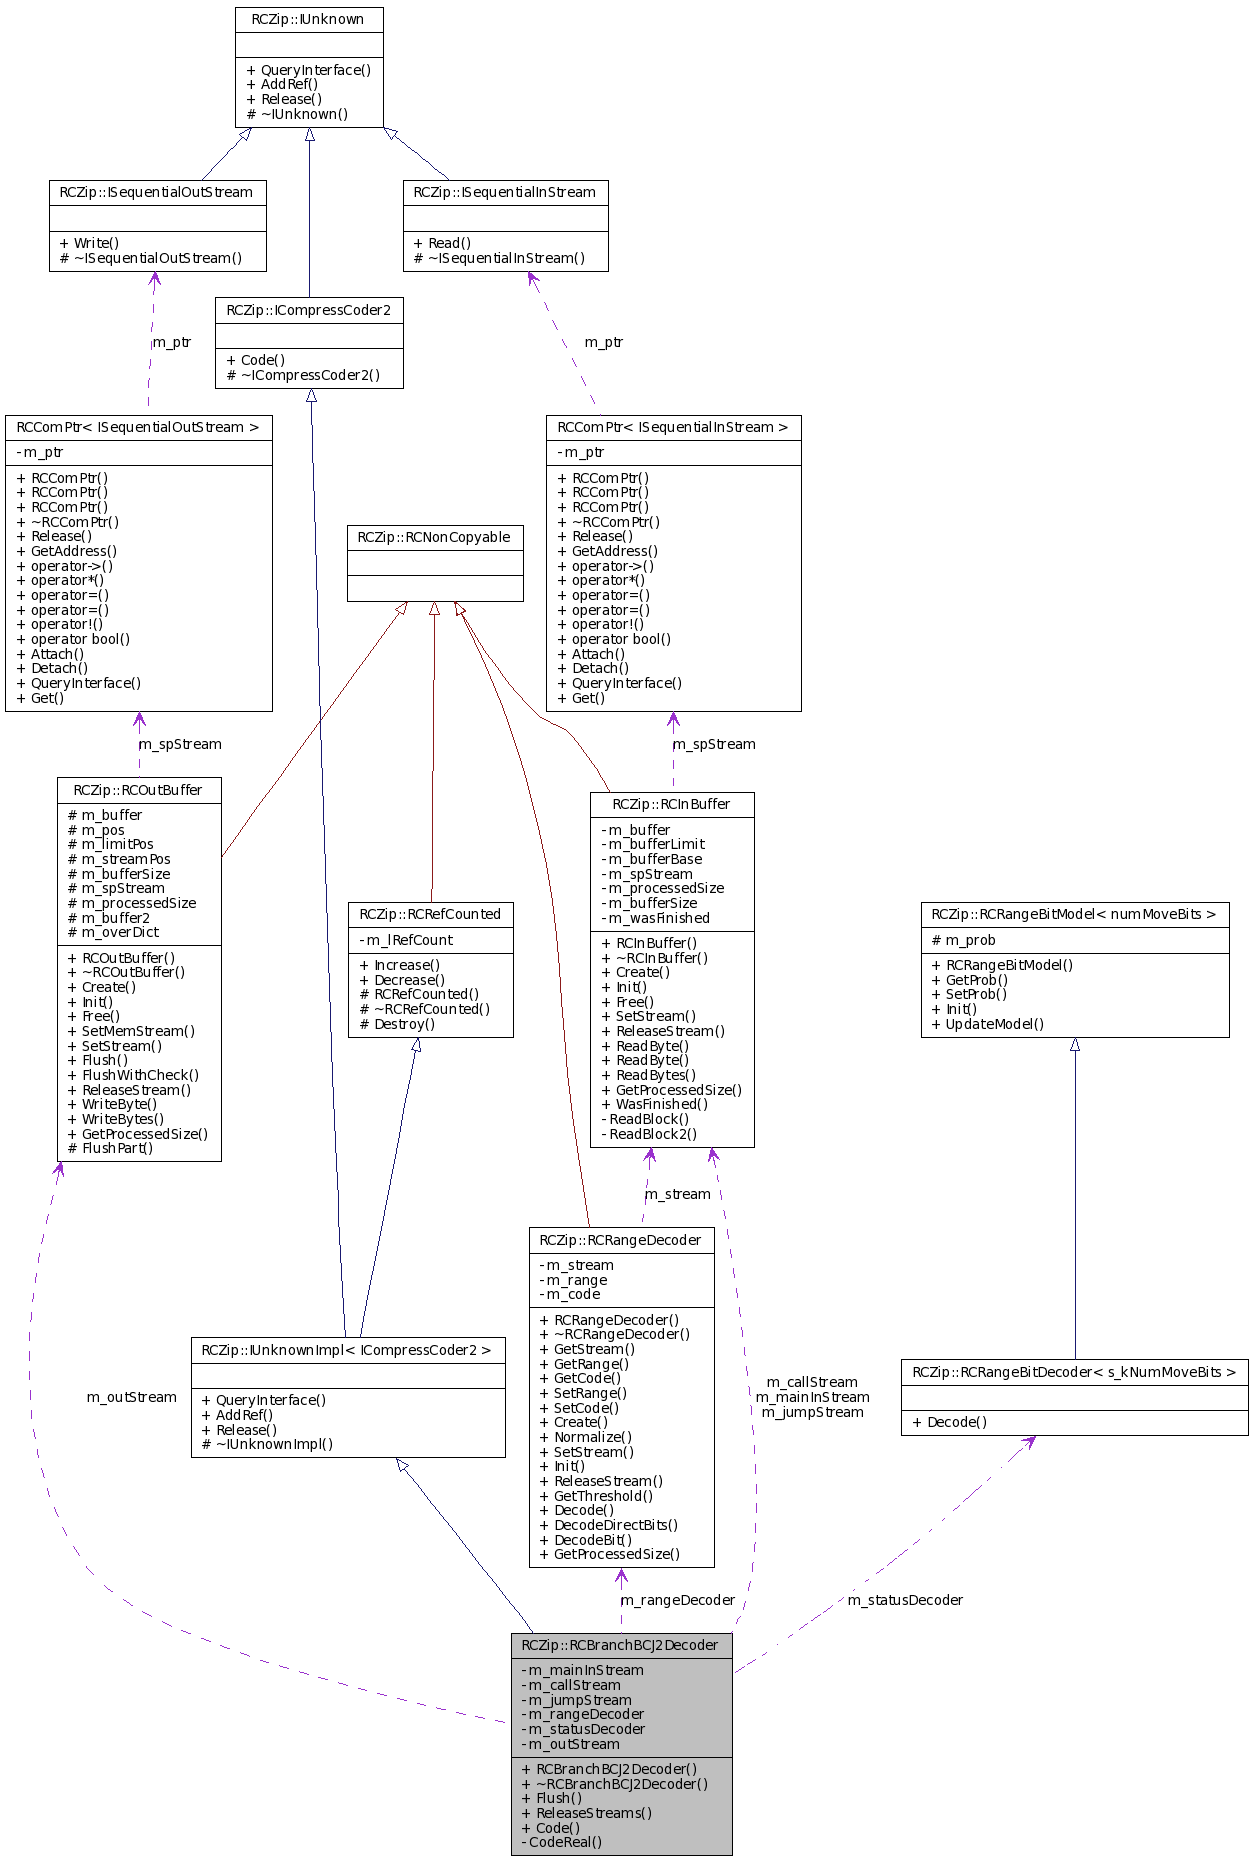 RCZip::IUnknown
+ QueryInterface()
+ AddRef()
+ Release()
# ~IUnknown()
RCZip::ISequentialOutStream
+ Write()
# ~ISequentialOutStream()
RCZip::ISequentialInStream
+ Read()
# ~ISequentialInStream()
RCZip::ICompressCoder2
+ Code()
# ~ICompressCoder2()
m_ptr
m_ptr
RCComPtr< ISequentialOutStream >
- m_ptr
+ RCComPtr()
+ RCComPtr()
+ RCComPtr()
+ ~RCComPtr()
+ Release()
+ GetAddress()
+ operator->()
+ operator*()
+ operator=()
+ operator=()
+ operator!()
+ operator bool()
+ Attach()
+ Detach()
+ QueryInterface()
+ Get()
RCComPtr< ISequentialInStream >
- m_ptr
+ RCComPtr()
+ RCComPtr()
+ RCComPtr()
+ ~RCComPtr()
+ Release()
+ GetAddress()
+ operator->()
+ operator*()
+ operator=()
+ operator=()
+ operator!()
+ operator bool()
+ Attach()
+ Detach()
+ QueryInterface()
+ Get()
RCZip::RCNonCopyable
m_spStream
m_spStream
RCZip::RCOutBuffer
# m_buffer
# m_pos
# m_limitPos
# m_streamPos
# m_bufferSize
# m_spStream
# m_processedSize
# m_buffer2
# m_overDict
+ RCOutBuffer()
+ ~RCOutBuffer()
+ Create()
+ Init()
+ Free()
+ SetMemStream()
+ SetStream()
+ Flush()
+ FlushWithCheck()
+ ReleaseStream()
+ WriteByte()
+ WriteBytes()
+ GetProcessedSize()
# FlushPart()
RCZip::RCInBuffer
- m_buffer
- m_bufferLimit
- m_bufferBase
- m_spStream
- m_processedSize
- m_bufferSize
- m_wasFinished
+ RCInBuffer()
+ ~RCInBuffer()
+ Create()
+ Init()
+ Free()
+ SetStream()
+ ReleaseStream()
+ ReadByte()
+ ReadByte()
+ ReadBytes()
+ GetProcessedSize()
+ WasFinished()
- ReadBlock()
- ReadBlock2()
RCZip::RCRefCounted
- m_lRefCount
+ Increase()
+ Decrease()
# RCRefCounted()
# ~RCRefCounted()
# Destroy()
RCZip::RCRangeBitModel< numMoveBits >
# m_prob
+ RCRangeBitModel()
+ GetProb()
+ SetProb()
+ Init()
+ UpdateModel()
m_stream
RCZip::RCRangeDecoder
- m_stream
- m_range
- m_code
+ RCRangeDecoder()
+ ~RCRangeDecoder()
+ GetStream()
+ GetRange()
+ GetCode()
+ SetRange()
+ SetCode()
+ Create()
+ Normalize()
+ SetStream()
+ Init()
+ ReleaseStream()
+ GetThreshold()
+ Decode()
+ DecodeDirectBits()
+ DecodeBit()
+ GetProcessedSize()
RCZip::IUnknownImpl< ICompressCoder2 >
+ QueryInterface()
+ AddRef()
+ Release()
# ~IUnknownImpl()
m_outStream
m_callStream
m_mainInStream
m_jumpStream
RCZip::RCRangeBitDecoder< s_kNumMoveBits >
+ Decode()
m_rangeDecoder
m_statusDecoder
RCZip::RCBranchBCJ2Decoder
- m_mainInStream
- m_callStream
- m_jumpStream
- m_rangeDecoder
- m_statusDecoder
- m_outStream
+ RCBranchBCJ2Decoder()
+ ~RCBranchBCJ2Decoder()
+ Flush()
+ ReleaseStreams()
+ Code()
- CodeReal()